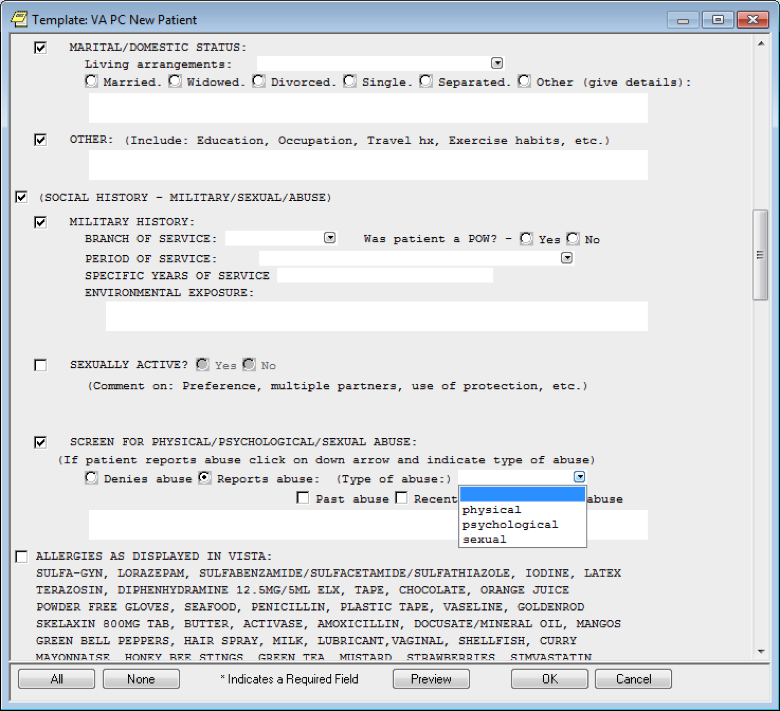 Template: VA PC New Patient
MARITAL/DOMESTIC STATUS:
Living arrangements:
Married. Widowed. Divorced. Single. Separated. Other (give details):
OTHER: (Include: Education, Occupation, Travel hx, Exercise habits, etc.)
(SOCIAL HISTORY - MILITARY/SEXUAL/ABUSE)
MILITARY HISTORY:
BRANCH OF SERVICE: Was patient a POW? - Yes No
PERIOD OF SERVICE:
SPECIFIC YEARS OF SERVICE
ENVIRONMENTAL EXPOSURE:
SEXUALLY ACTIVE? Yes No
(Comment on: Preference, multiple partners, use of protection, etc.)
SCREEN FOR PHYSICAL/PSYCHOLOGICAL/SEXUAL ABUSE:
(If patient reports abuse click on down arrow and indicate type of abuse)
Denies abuse Reports abuse: (Type of abuse:)
Past abuse Recent abuse
physical
psychological
sexual
ALLERGIES AS DISPLAYED IN VISTA:
SULFA-GYN, LORAZEPAM, SULFABENZAMIDE/SULFACETAMIDE/SULFATHIAZOLE, IODINE, LATEX
TERAZOSIN, DIPHENHYDRAMINE 12.5MG/5ML ELX, TAPE, CHOCOLATE, ORANGE JUICE
POWDER FREE GLOVES, SEAFOOD, PENICILLIN, PLASTIC TAPE, VASELINE, GOLDENROD
SKELAXIN 800MG TAB, BUTTER, ACTIVASE, AMOXICILLIN, DOCUSATE/MINERAL OIL, MANGOS
GREEN BELL PEPPERS, HAIR SPRAY, MILK, LUBRICANT,VAGINAL, SHELLFISH, CURRY
MAYONNAISE, HONEY BEE STINGS, GREEN TEA, MUSTARD, STRAWBERRIES, SIMVASTATIN
All None * Indicates a Required Field Preview OK Cancel